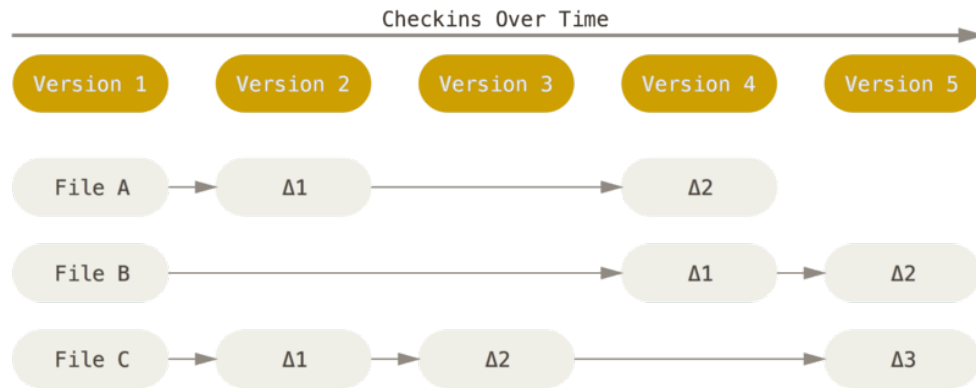 Checkins Over Time
Version 1 Version 2 Version 3 Version 4 Version 5
File A Δ1 Δ2
File B Δ1 Δ2
File C Δ1 Δ2 Δ3